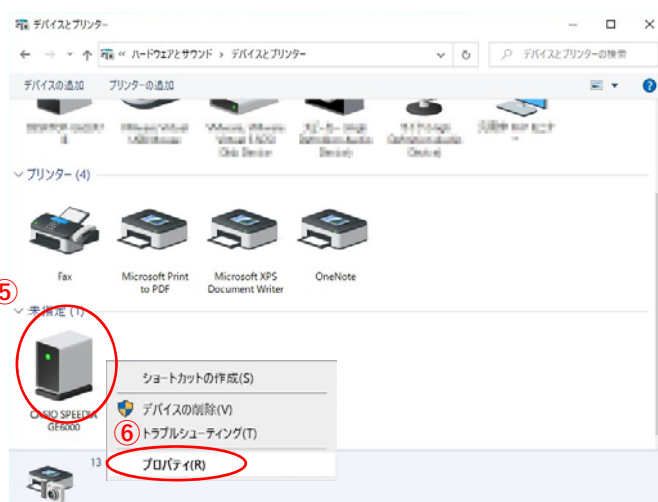 デバイスとプリンター
« ハードウェアとサウンド › デバイスとプリンター
デバイスとプリンターの検索
デバイスの追加 プリンターの追加
プリンター (4)
Fax
Microsoft Print
to PDF
Microsoft XPS
Document Writer
OneNote
⑤
未指定 (1)
CASIO SPEEDIA
GE6000
ショートカットの作成(S)
デバイスの削除(V)
⑥
トラブルシューティング(T)
プロパティ(R)
13